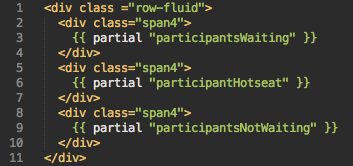 1 <div class ="row-fluid">
2   <div class="span4">
3     {{ partial "participantsWaiting" }}
4   </div>
5   <div class="span4">
6     {{ partial "participantHotseat" }}
7   </div>
8   <div class="span4">
9     {{ partial "participantsNotWaiting" }}
10   </div>
11 </div>